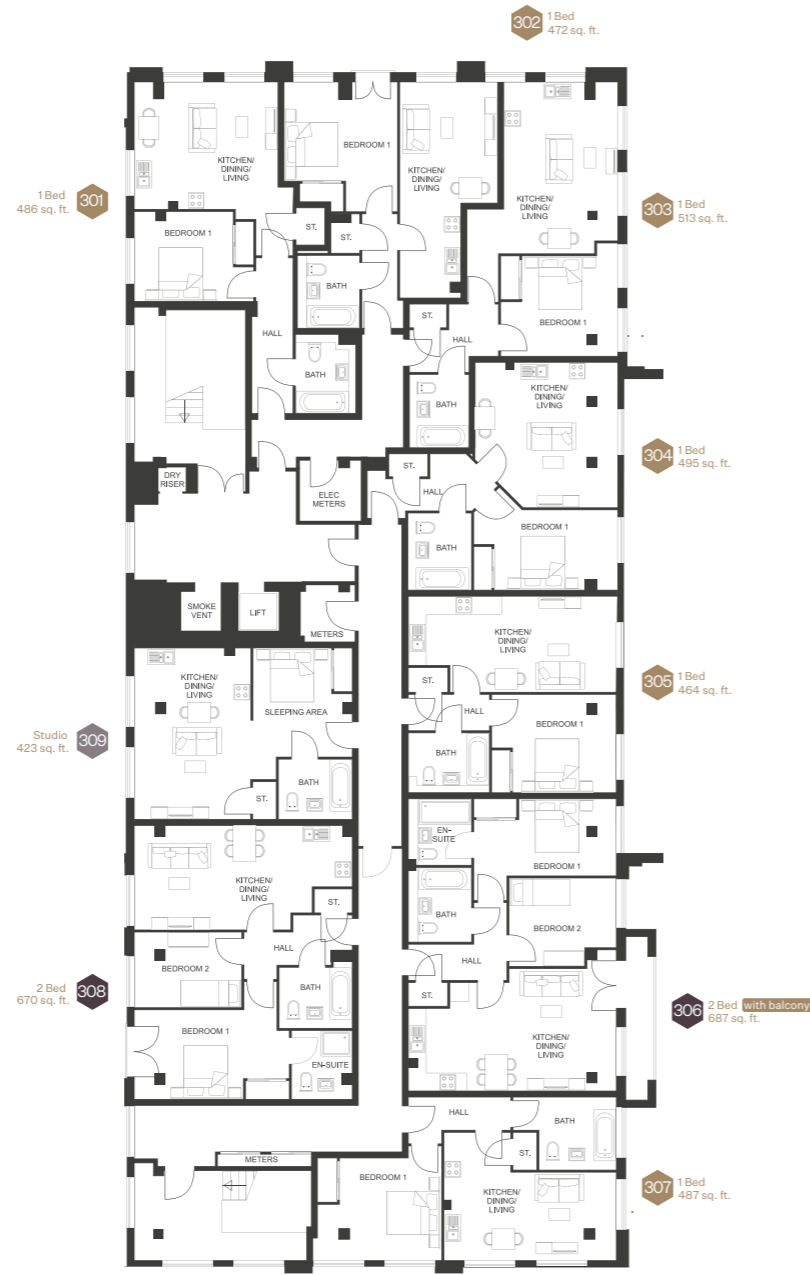 302
1 Bed
472 sq. ft.
301
1 Bed
486 sq. ft.
KITCHEN/
DINING/
LIVING
BEDROOM 1
ST.
HALL
BATH
BEDROOM 1
ST.
BATH
KITCHEN/
DINING/
LIVING
303
1 Bed
513 sq. ft.
KITCHEN/
DINING/
LIVING
BEDROOM 1
ST.
HALL
BATH
304
1 Bed
495 sq. ft.
KITCHEN/
DINING/
LIVING
ST.
HALL
BATH
BEDROOM 1
DRY
RISER
ELEC
METERS
SMOKE
VENT
LIFT
METERS
305
1 Bed
464 sq. ft.
KITCHEN/
DINING/
LIVING
ST.
HALL
BATH
BEDROOM 1
309
Studio
423 sq. ft.
KITCHEN/
DINING/
LIVING
SLEEPING AREA
BATH
ST.
306
2 Bed
with balcony
687 sq. ft.
EN-
SUITE
BEDROOM 1
BATH
BEDROOM 2
HALL
ST.
KITCHEN/
DINING/
LIVING
308
2 Bed
670 sq. ft.
KITCHEN/
DINING/
LIVING
ST.
HALL
BEDROOM 2
BATH
BEDROOM 1
EN-SUITE
307
1 Bed
487 sq. ft.
HALL
BATH
ST.
BEDROOM 1
KITCHEN/
DINING/
LIVING
METERS